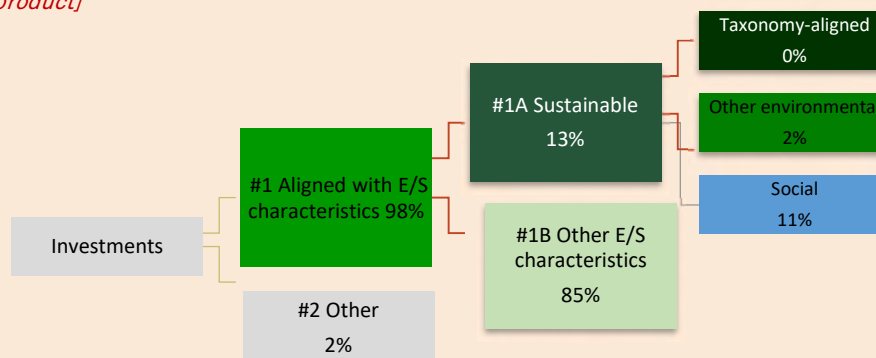 product]
Taxonomy-aligned
0%
#1A Sustainable
13%
Other environmenta
2%
#1 Aligned with E/S
characteristics 98%
Social
11%
Investments
#1B Other E/S
characteristics
85%
#2 Other
2%